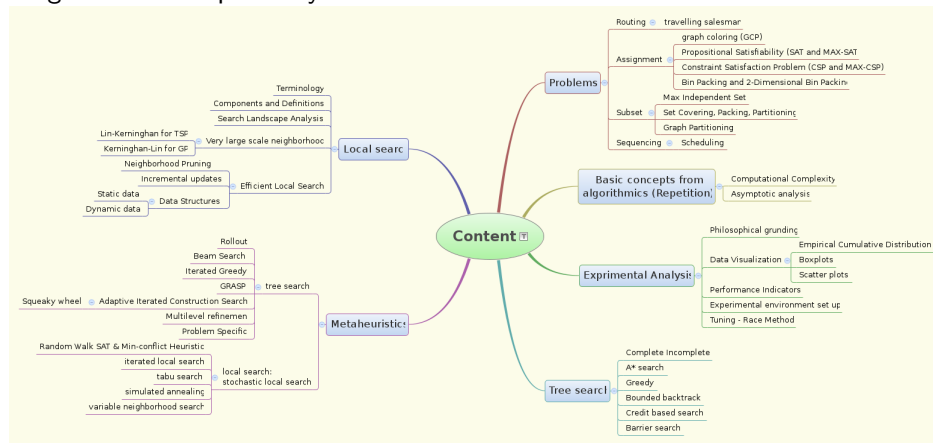 Problems
Routing
travelling salesman
Assignment
graph coloring (GCP)
Propositional Satisfiability (SAT and MAX-SAT
Constraint Satisfaction Problem (CSP and MAX-CSP)
Bin Packing and 2-Dimensional Bin Packin
Subset
Max Independent Set
Set Covering, Packing, Partitioning
Graph Partitioning
Sequencing
Scheduling
Basic concepts from
algorithmics (Repetition)
Computational Complexity
Asymptotic analysis
Content
Exprimental Analysis
Philosophical grunding
Data Visualization
Empirical Cumulative Distribution
Boxplots
Scatter plots
Performance Indicators
Experimental environment set up
Tuning - Race Method
Tree search
Complete Incomplete
A* search
Greedy
Bounded backtrack
Credit based search
Barrier search
Local searc
Terminology
Components and Definitions
Search Landscape Analysis
Very large scale neighborhooc
Lin-Kerninghan for TSP
Kerninghan-Lin for GP
Efficient Local Search
Neighborhood Pruning
Incremental updates
Data Structures
Static data
Dynamic data
Metaheuristics
tree search
Rollout
Beam Search
Iterated Greedy
GRASP
Adaptive Iterated Construction Search
Squeaky wheel
Multilevel refinemen
Problem Specific
local search:
stochastic local search
Random Walk SAT & Min-conflict Heuristic
iterated local search
tabu search
simulated annealing
variable neighborhood search